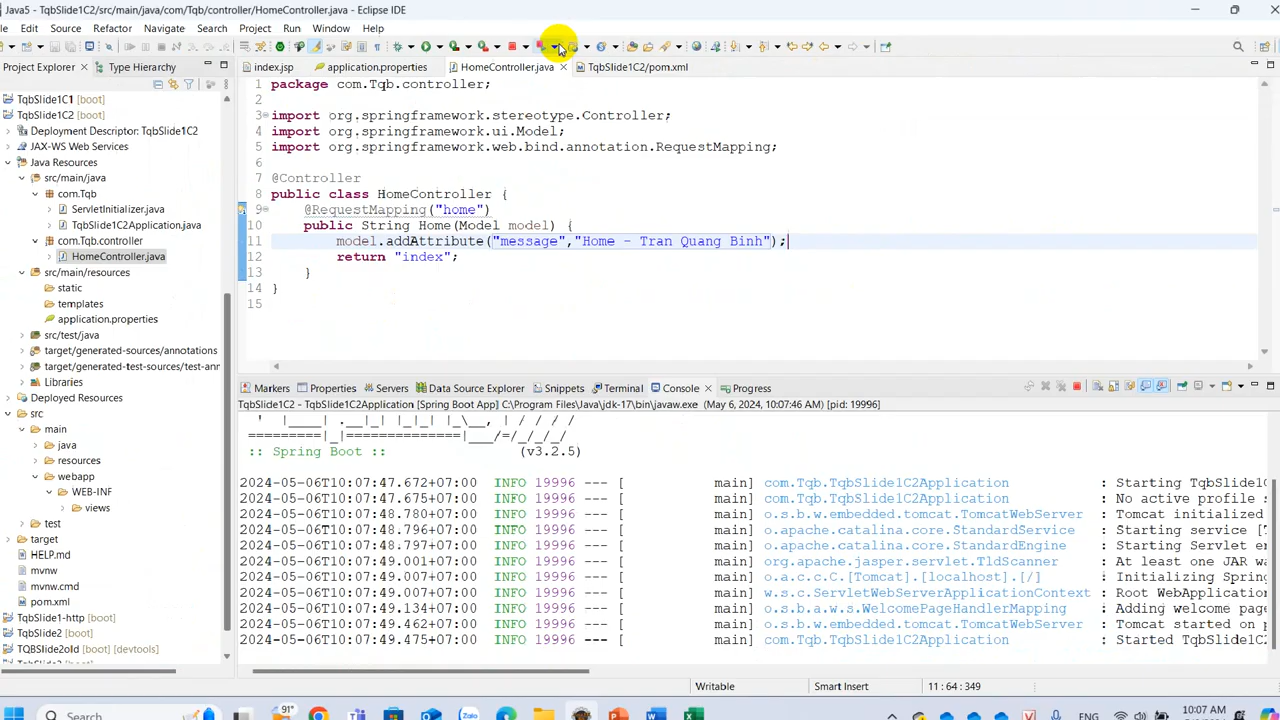 Java5 - TqbSlide1C2/src/main/java/com/Tqb/controller/HomeController.java - Eclipse IDE
Edit Source Refactor Navigate Search Project Run Window Help
Project Explorer Type Hierarchy
index.jsp application.properties HomeController.java TqbSlide1C2/pom.xml
TqbSlide1C1 [boot]
TqbSlide1C2 [boot]
Deployment Descriptor: TqbSlide1C2
JAX-WS Web Services
Java Resources
src/main/java
com.Tqb
ServletInitializer.java
TqbSlide1C2Application.java
com.Tqb.controller
HomeController.java
src/main/resources
static
templates
application.properties
src/test/java
target/generated-sources/annotations
target/generated-test-sources/test-ann
Libraries
Deployed Resources
src
main
java
resources
webapp
WEB-INF
views
test
target
HELP.md
mvnw
mvnw.cmd
pom.xml
TqbSlide1-http [boot]
TqbSlide2 [boot]
TQBSlide2old [devtools]
1 package com.Tqb.controller;
2
3 import org.springframework.stereotype.Controller;
4 import org.springframework.ui.Model;
5 import org.springframework.web.bind.annotation.RequestMapping;
6
7 @Controller
8 public class HomeController {
9 @RequestMapping("home")
10 public String Home(Model model) {
11 model.addAttribute("message","Home - Tran Quang Binh");
12 return "index";
13 }
14 }
15
Markers Properties Servers Data Source Explorer Snippets Terminal Console Progress
TqbSlide1C2 - TqbSlide1C2Application [Spring Boot App] C:\Program Files\Java\jdk-17\bin\javaw.exe (May 6, 2024, 10:07:46 AM) [pid: 19996]
' |____| .__|_| |_|_| |_\__, | / / / /
=========|_|==============|___/=/_/_/_/
:: Spring Boot :: (v3.2.5)
2024-05-06T10:07:47.672+07:00 INFO 19996 --- [ main] com.Tqb.TqbSlide1C2Application : Starting TqbSlide1C2
2024-05-06T10:07:47.675+07:00 INFO 19996 --- [ main] com.Tqb.TqbSlide1C2Application : No active profile s
2024-05-06T10:07:48.780+07:00 INFO 19996 --- [ main] o.s.b.w.embedded.tomcat.TomcatWebServer : Tomcat initialized
2024-05-06T10:07:48.796+07:00 INFO 19996 --- [ main] o.apache.catalina.core.StandardService : Starting service [T
2024-05-06T10:07:48.797+07:00 INFO 19996 --- [ main] o.apache.catalina.core.StandardEngine : Starting Servlet en
2024-05-06T10:07:49.001+07:00 INFO 19996 --- [ main] org.apache.jasper.servlet.TldScanner : At least one JAR wa
2024-05-06T10:07:49.007+07:00 INFO 19996 --- [ main] o.a.c.c.C.[Tomcat].[localhost].[/] : Initializing Spring
2024-05-06T10:07:49.009+07:00 INFO 19996 --- [ main] w.s.c.ServletWebServerApplicationContext : Root WebApplication
2024-05-06T10:07:49.134+07:00 INFO 19996 --- [ main] o.s.b.a.w.s.WelcomePageHandlerMapping : Adding welcome page
2024-05-06T10:07:49.462+07:00 INFO 19996 --- [ main] o.s.b.w.embedded.tomcat.TomcatWebServer : Tomcat started on p
2024-05-06T10:07:49.475+07:00 INFO 19996 --- [ main] com.Tqb.TqbSlide1C2Application : Started TqbSlide1C2
Writable Smart Insert 11 : 64 : 349
Search 91° Zalo ENG 10:07 AM